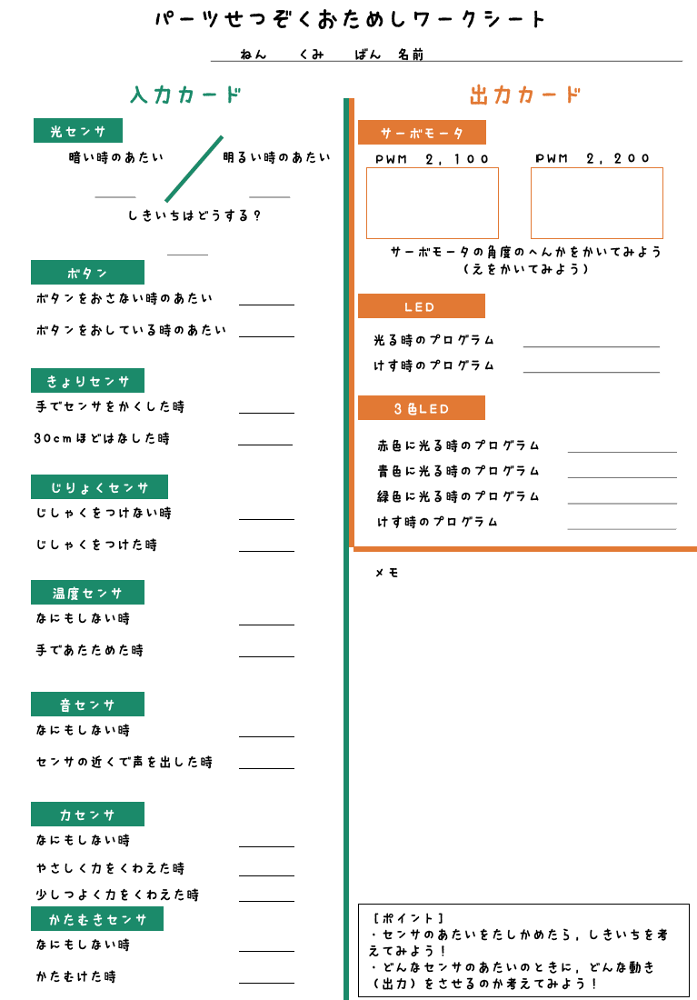 パーツせつぞくおためしワークシート
ねん くみ ばん 名前
入力カード
光センサ
暗い時のあたい 明るい時のあたい
しきいちはどうする?
ボタン
ボタンをおさない時のあたい
ボタンをおしている時のあたい
きょりセンサ
手でセンサをかくした時
30cmほどはなした時
じりょくセンサ
じしゃくをつけない時
じしゃくをつけた時
温度センサ
なにもしない時
手であたためた時
音センサ
なにもしない時
センサの近くで声を出した時
力センサ
なにもしない時
やさしく力をくわえた時
少しつよく力をくわえた時
かたむきセンサ
なにもしない時
かたむけた時
出力カード
サーボモータ
PWM 2,100 PWM 2,200
サーボモータの角度のへんかをかいてみよう
(えをかいてみよう)
LED
光る時のプログラム
けす時のプログラム
3色LED
赤色に光る時のプログラム
青色に光る時のプログラム
緑色に光る時のプログラム
けす時のプログラム
メモ
[ポイント]
・センサのあたいをたしかめたら,しきいちを考
えてみよう!
・どんなセンサのあたいのときに,どんな動き
(出力)をさせるのか考えてみよう!